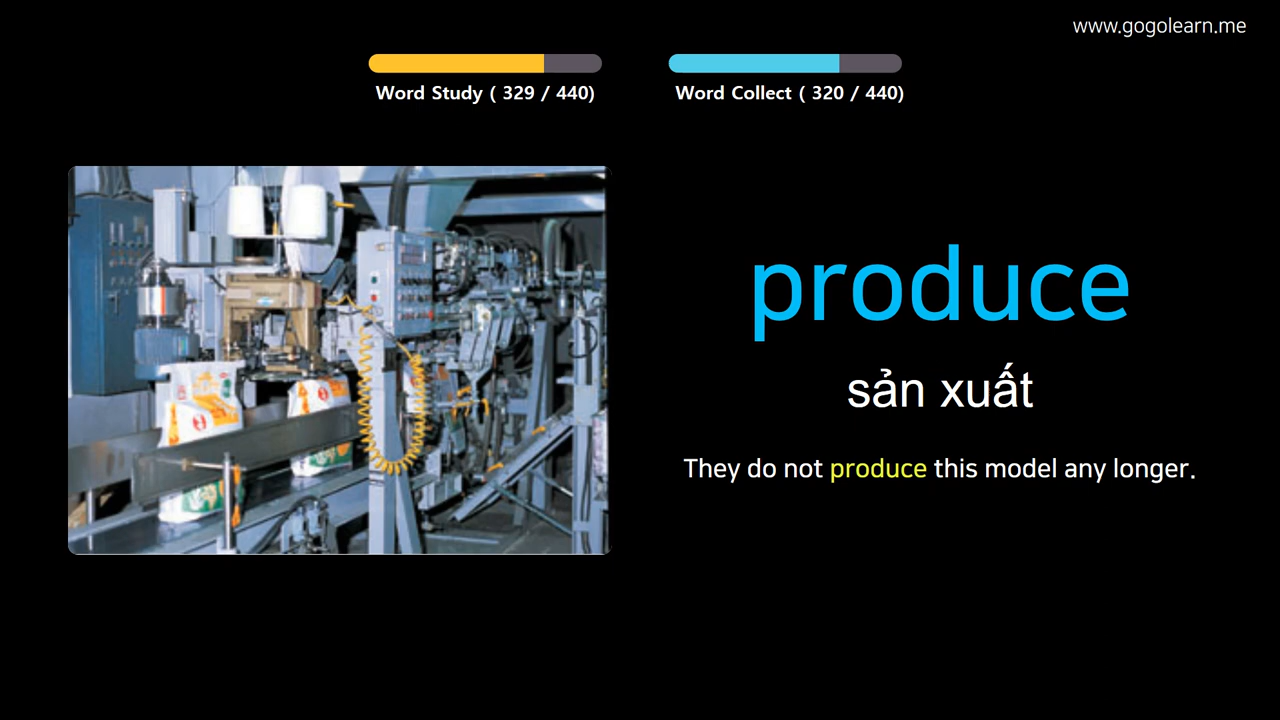 www.gogolearn.me
Word Study ( 329 / 440)
Word Collect ( 320 / 440)
produce
sản xuất
They do not produce this model any longer.